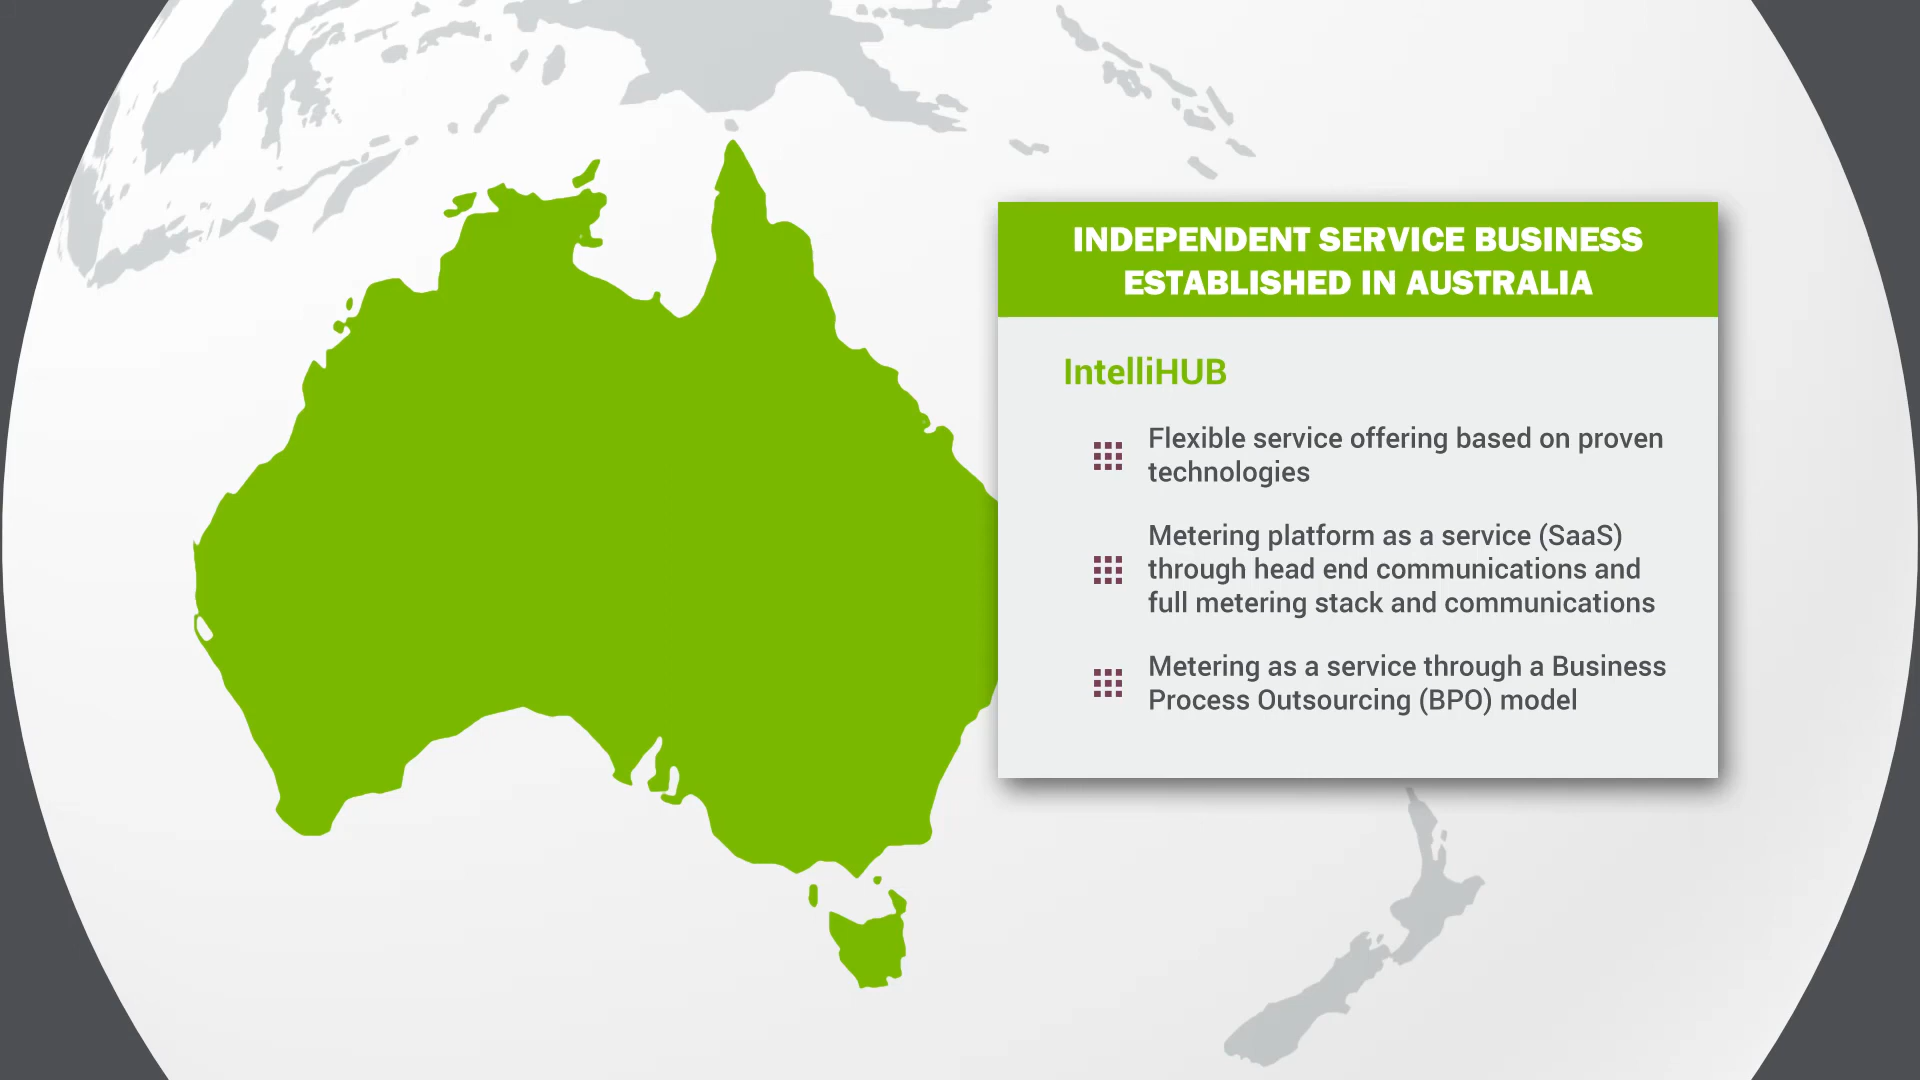 INDEPENDENT SERVICE BUSINESS
ESTABLISHED IN AUSTRALIA
IntelliHUB
Flexible service offering based on proven
technologies
Metering platform as a service (SaaS)
through head end communications and
full metering stack and communications
Metering as a service through a Business
Process Outsourcing (BPO) model